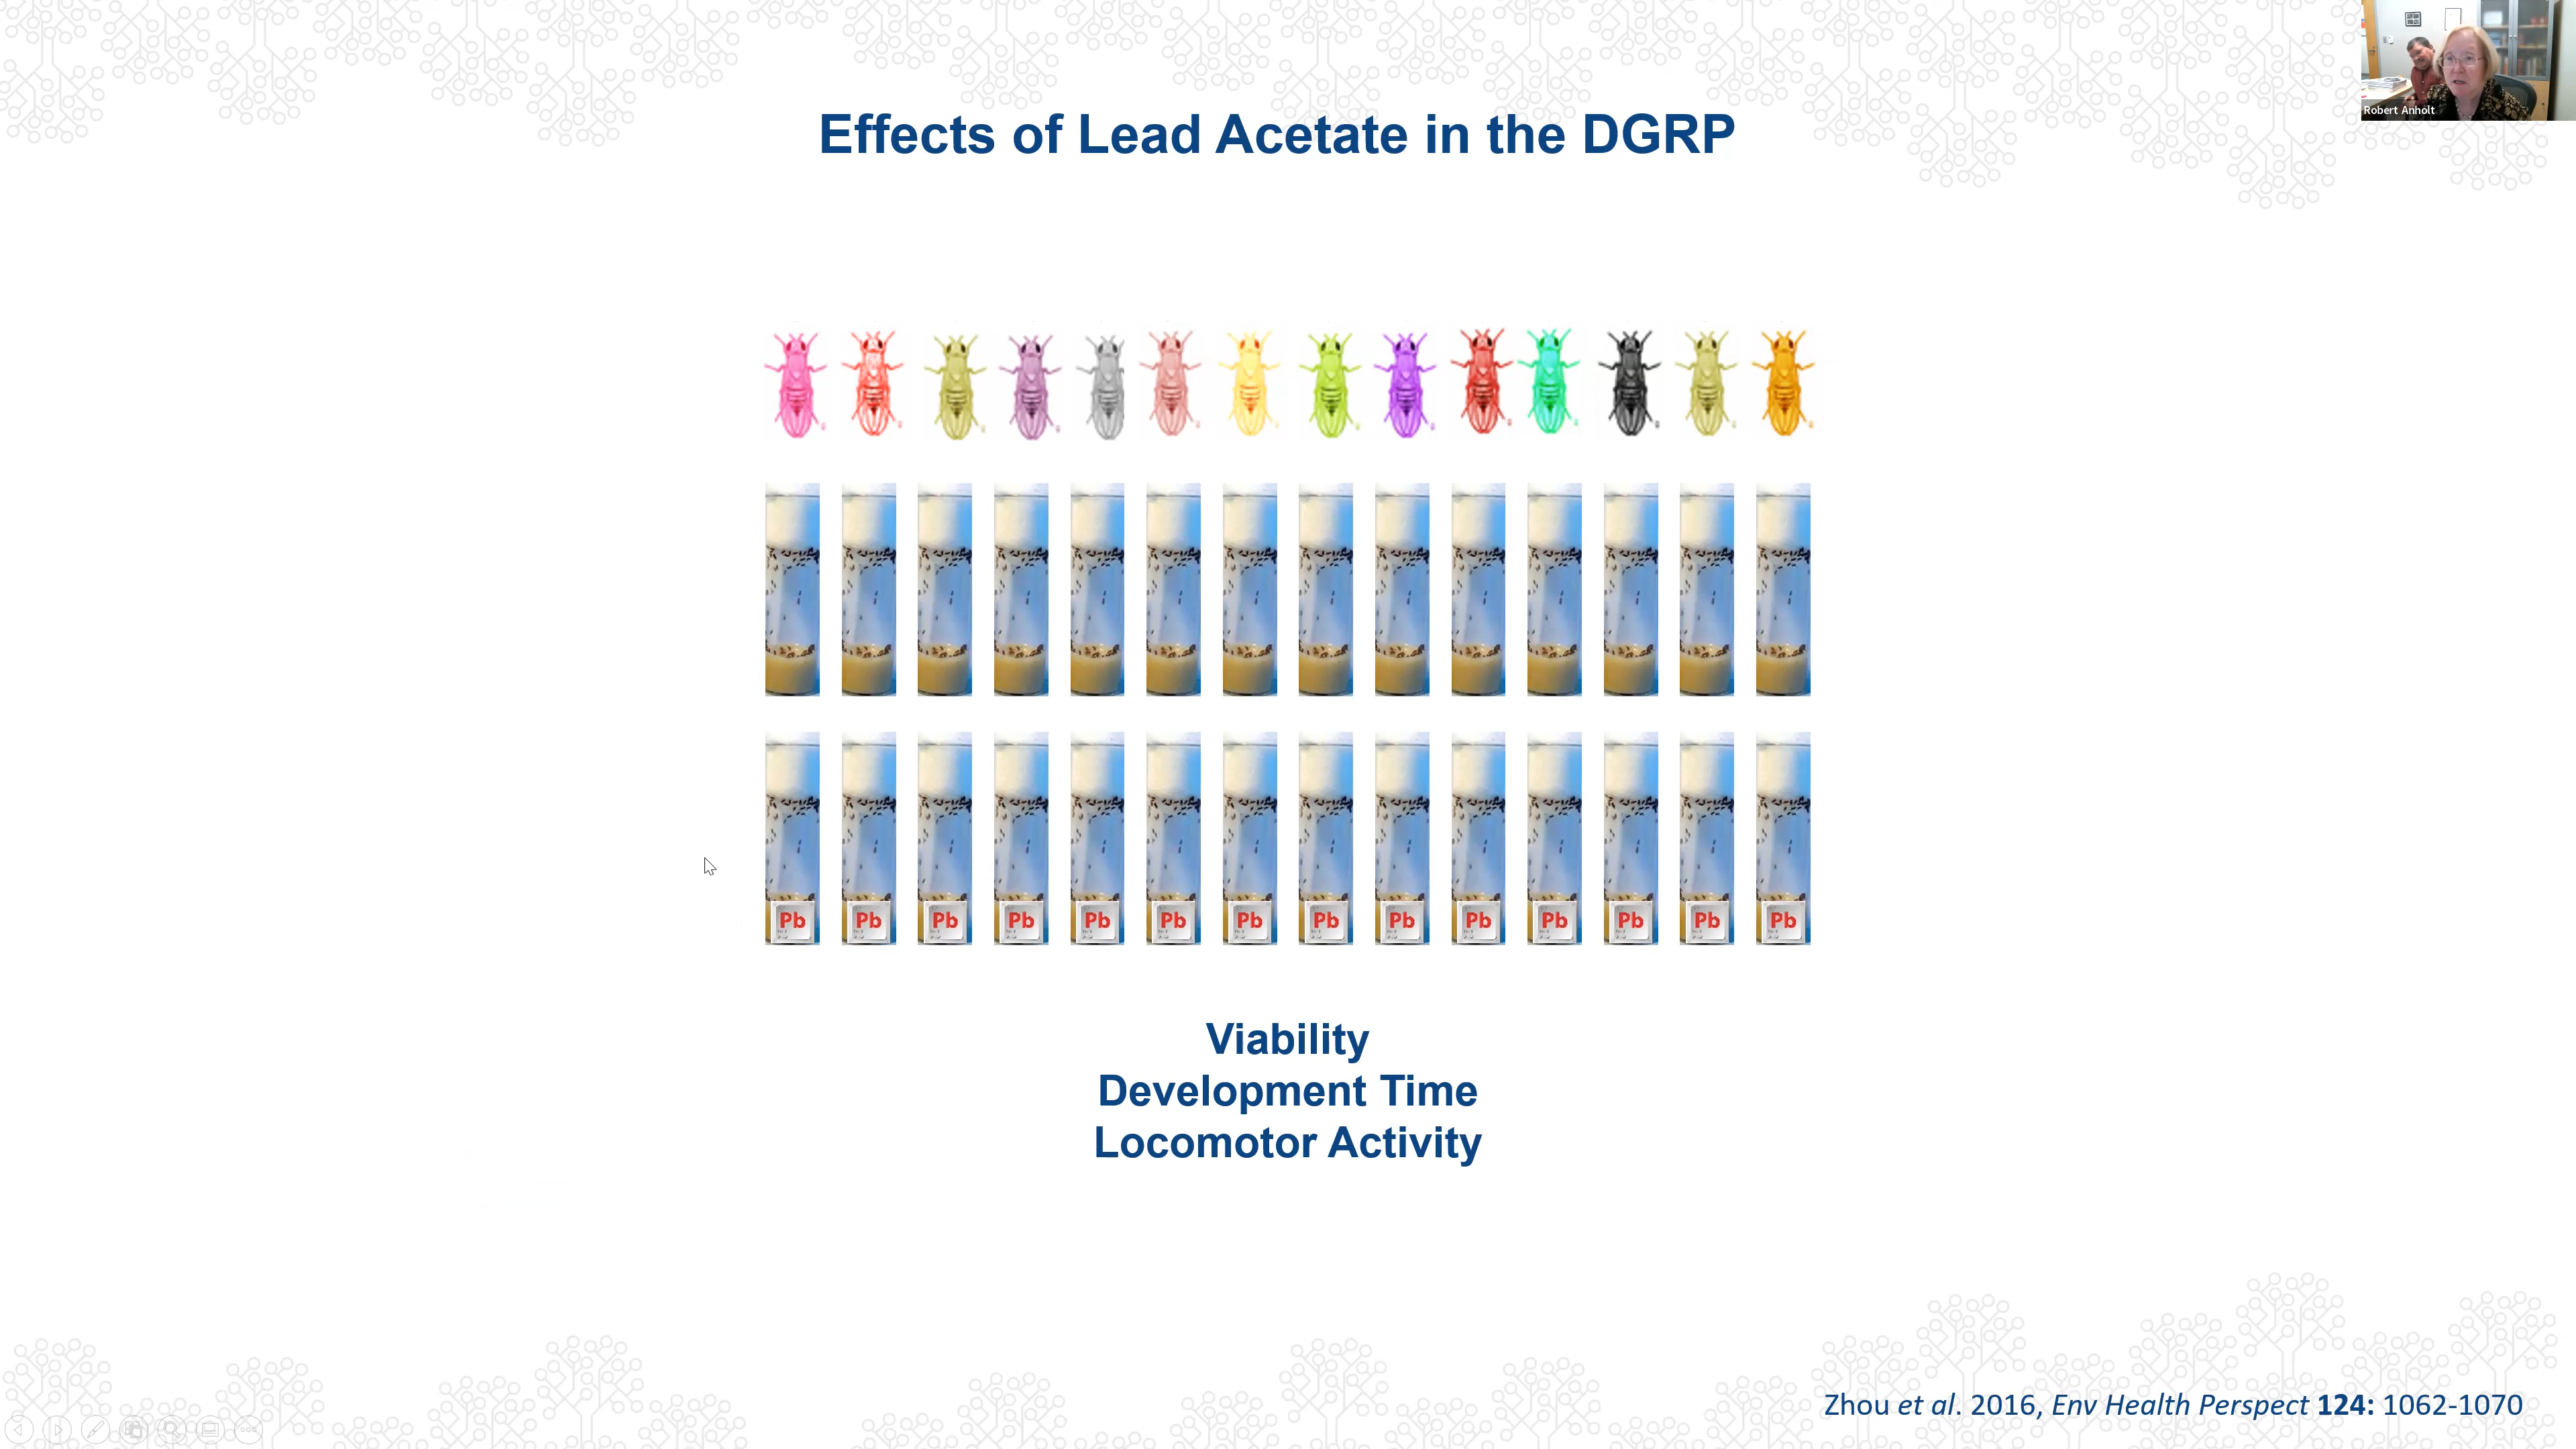 Robert Anholt
Effects of Lead Acetate in the DGRP
Pb Pb Pb Pb Pb Pb Pb Pb Pb Pb Pb Pb Pb Pb
Viability
Development Time
Locomotor Activity
Zhou et al. 2016, Env Health Perspect 124: 1062-1070